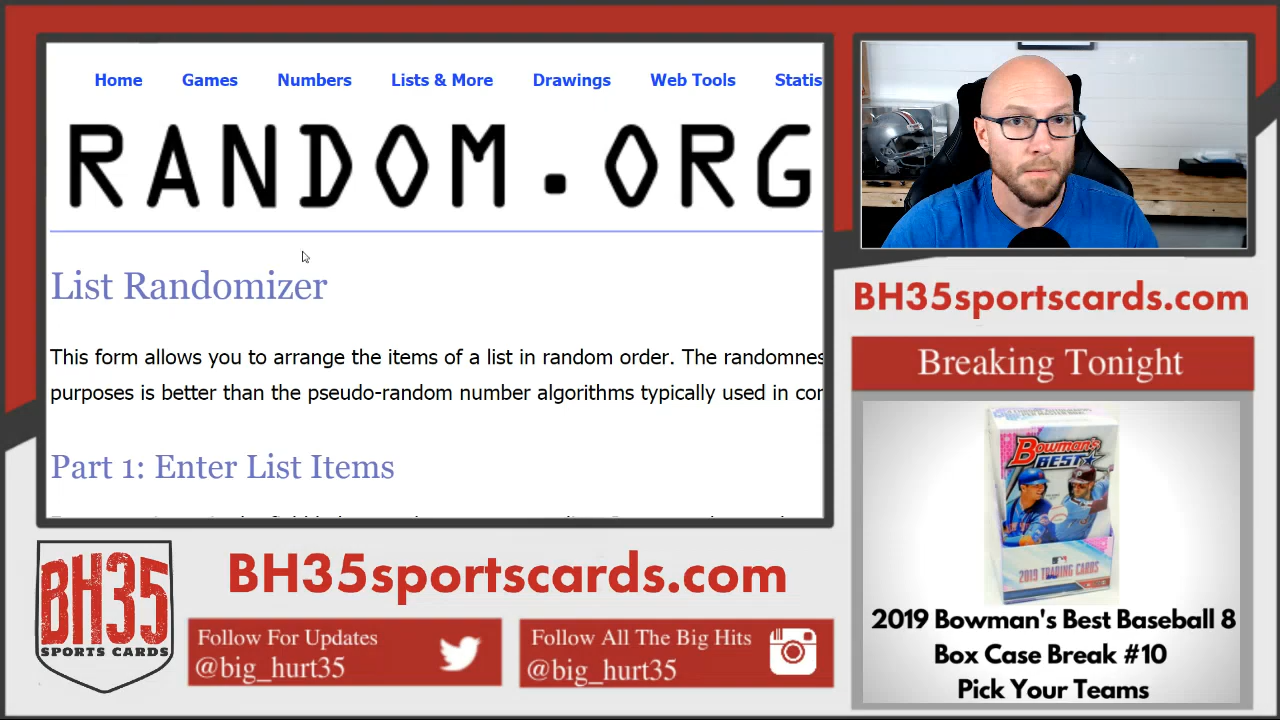 Home Games Numbers Lists & More Drawings Web Tools Statis
RANDOM.ORG
List Randomizer
This form allows you to arrange the items of a list in random order. The randomnes
purposes is better than the pseudo-random number algorithms typically used in cor
Part 1: Enter List Items
BH35sportscards.com
Breaking Tonight
Bowman's
BEST
2019 TRADING CARDS
2019 Bowman's Best Baseball 8
Box Case Break #10
Pick Your Teams
BH35
SPORTS CARDS
BH35sportscards.com
Follow For Updates
@big_hurt35
Follow All The Big Hits
@big_hurt35